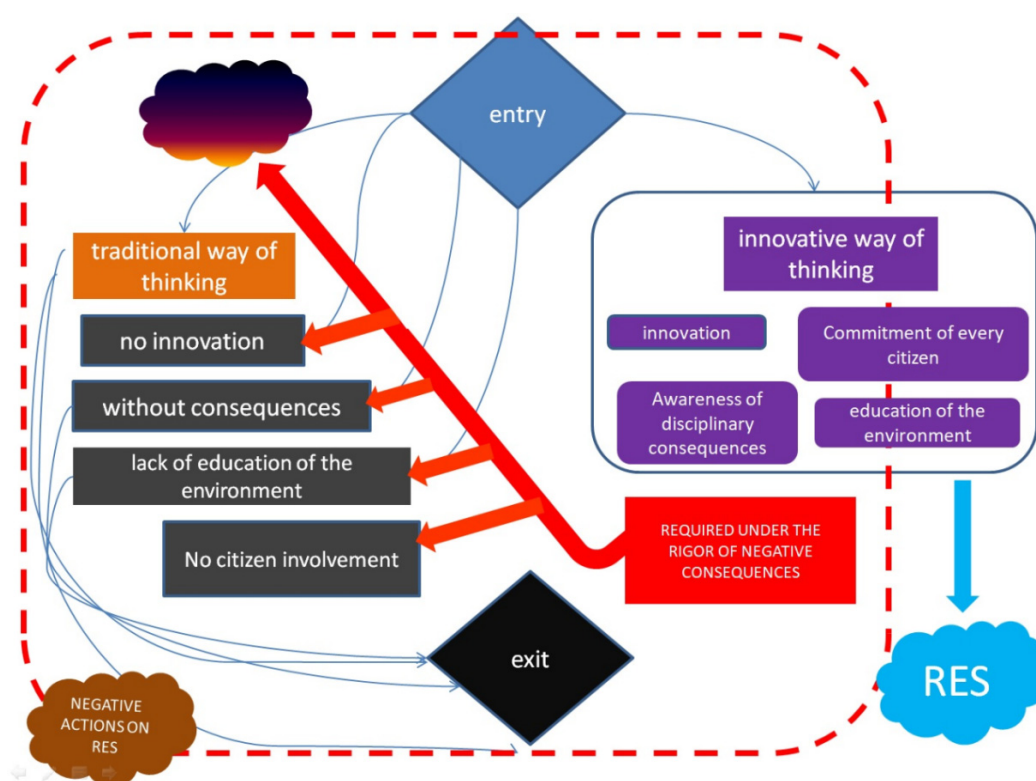 entry
traditional way of
thinking
no innovation
without consequences
lack of education of the
environment
No citizen involvement
innovative way of
thinking
innovation
Commitment of every
citizen
Awareness of
disciplinary
consequences
education of the
environment
REQUIRED UNDER THE
RIGOR OF NEGATIVE
CONSEQUENCES
exit
RES
NEGATIVE
ACTIONS ON
RES